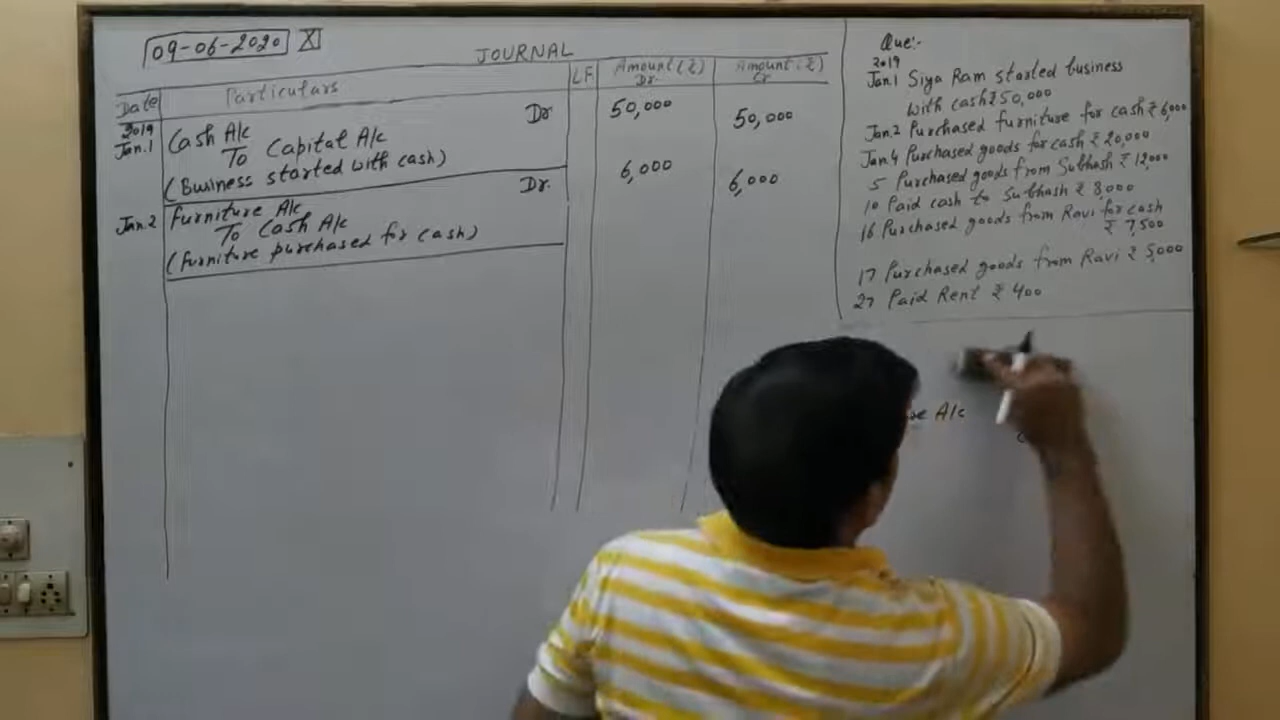 09-06-2020 X
JOURNAL
Date Particulars LF Amount (₹) Dr. Amount (₹) Cr
2019
Jan.1 Cash A/c Dr 50,000
To Capital A/c 50,000
(Business started with cash)
Jan.2 Furniture A/c Dr. 6,000
To Cash A/c 6,000
(Furniture purchased for cash)
Que:-
2019
Jan.1 Siya Ram started business
with cash ₹50,000
Jan.2 Purchased furniture for cash ₹ 6,000
Jan.4 Purchased goods for cash ₹ 20,000
5 Purchased goods from Subhash ₹ 12,000
10 Paid cash to Subhash ₹ 8,000
16 Purchased goods from Ravi for cash
₹ 7,500
17 Purchased goods from Ravi ₹ 5,000
27 Paid Rent ₹ 400
A/c